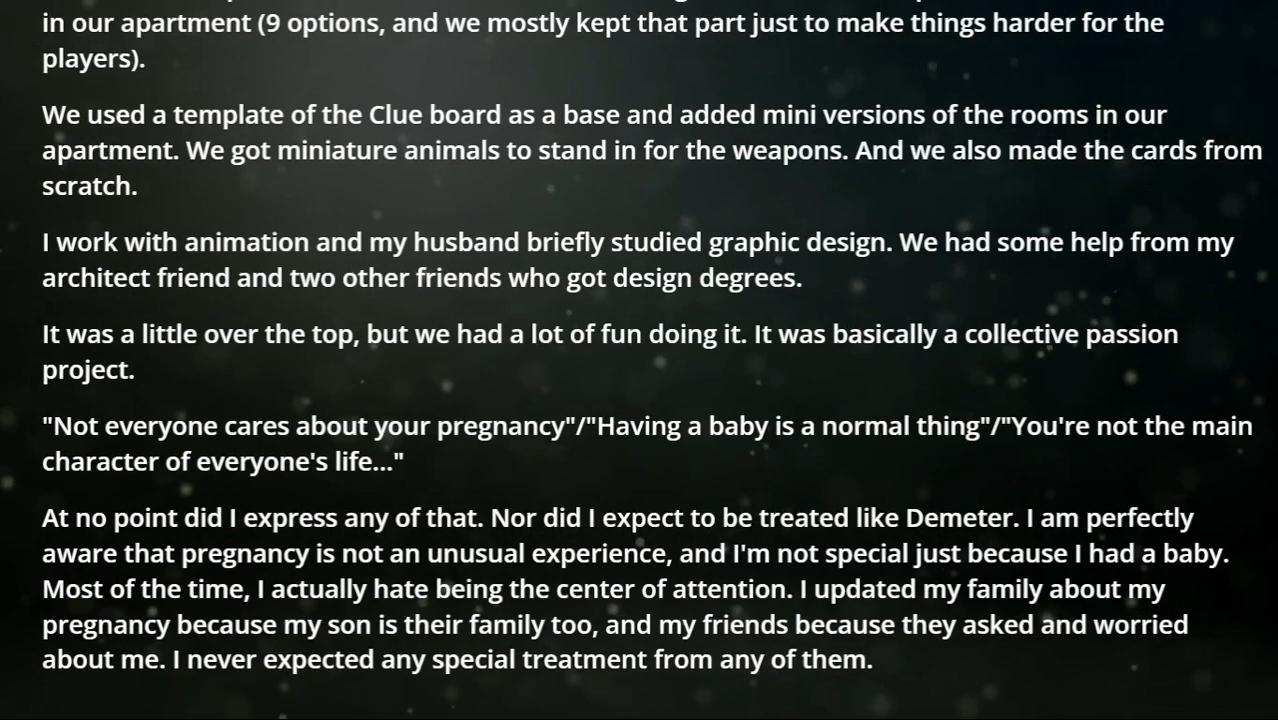 in our apartment (9 options, and we mostly kept that part just to make things harder for the
players).
We used a template of the Clue board as a base and added mini versions of the rooms in our
apartment. We got miniature animals to stand in for the weapons. And we also made the cards from
scratch.
I work with animation and my husband briefly studied graphic design. We had some help from my
architect friend and two other friends who got design degrees.
It was a little over the top, but we had a lot of fun doing it. It was basically a collective passion
project.
"Not everyone cares about your pregnancy"/"Having a baby is a normal thing"/"You're not the main
character of everyone's life..."
At no point did I express any of that. Nor did I expect to be treated like Demeter. I am perfectly
aware that pregnancy is not an unusual experience, and I'm not special just because I had a baby.
Most of the time, I actually hate being the center of attention. I updated my family about my
pregnancy because my son is their family too, and my friends because they asked and worried
about me. I never expected any special treatment from any of them.